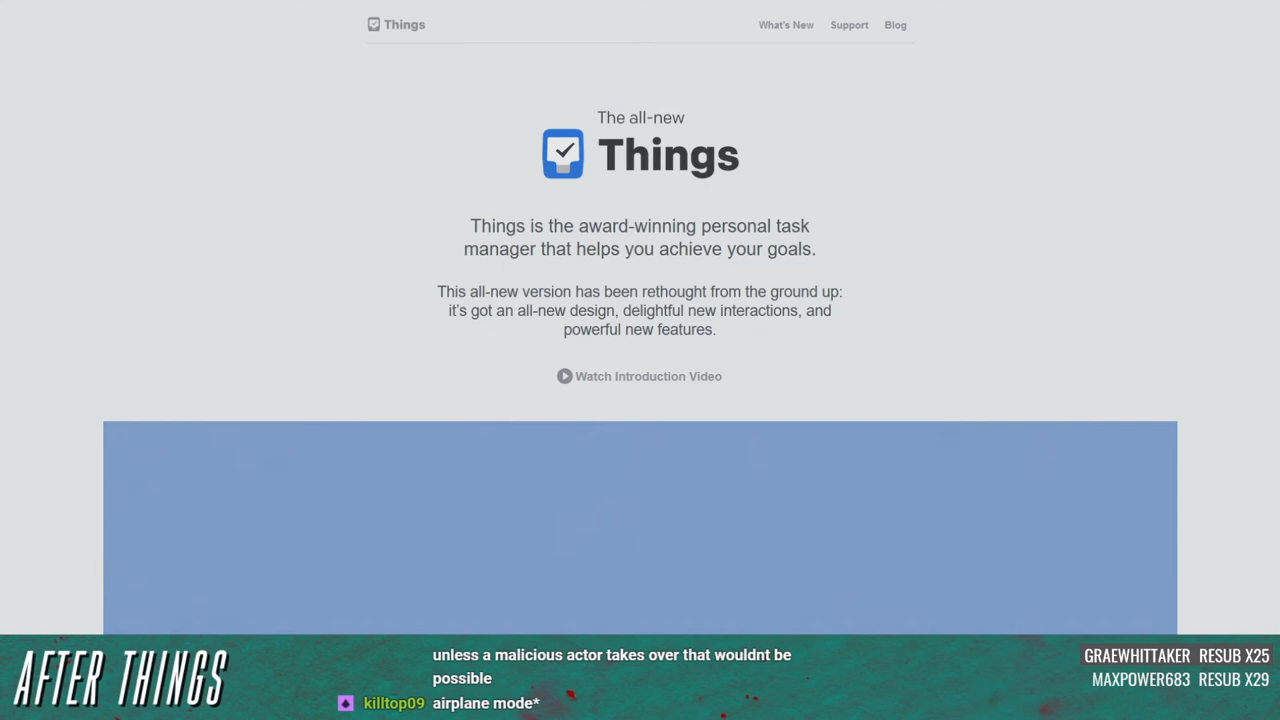 Things
What's New Support Blog
The all-new
Things
Things is the award-winning personal task
manager that helps you achieve your goals.
This all-new version has been rethought from the ground up:
it's got an all-new design, delightful new interactions, and
powerful new features.
Watch Introduction Video
AFTER THINGS
unless a malicious actor takes over that wouldnt be
possible
killtop09 airplane mode*
GRAEWHITTAKER RESUB X25
MAXPOWER683 RESUB X29